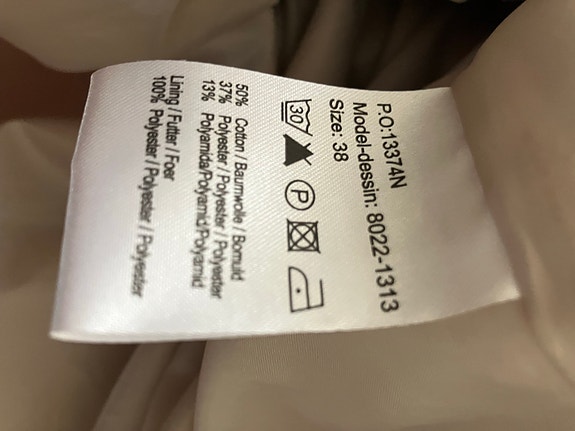 P.O:13374N
Model-dessin: 8022-1313
Size: 38
30 P
50% Cotton / Baumwolle / Bomuld
37% Polyester / Polyester / Polyester
13% Polyamida/Polyamid/Polyamid
Lining / Futter / Foer
100% Polyester / Polyester / Polyester